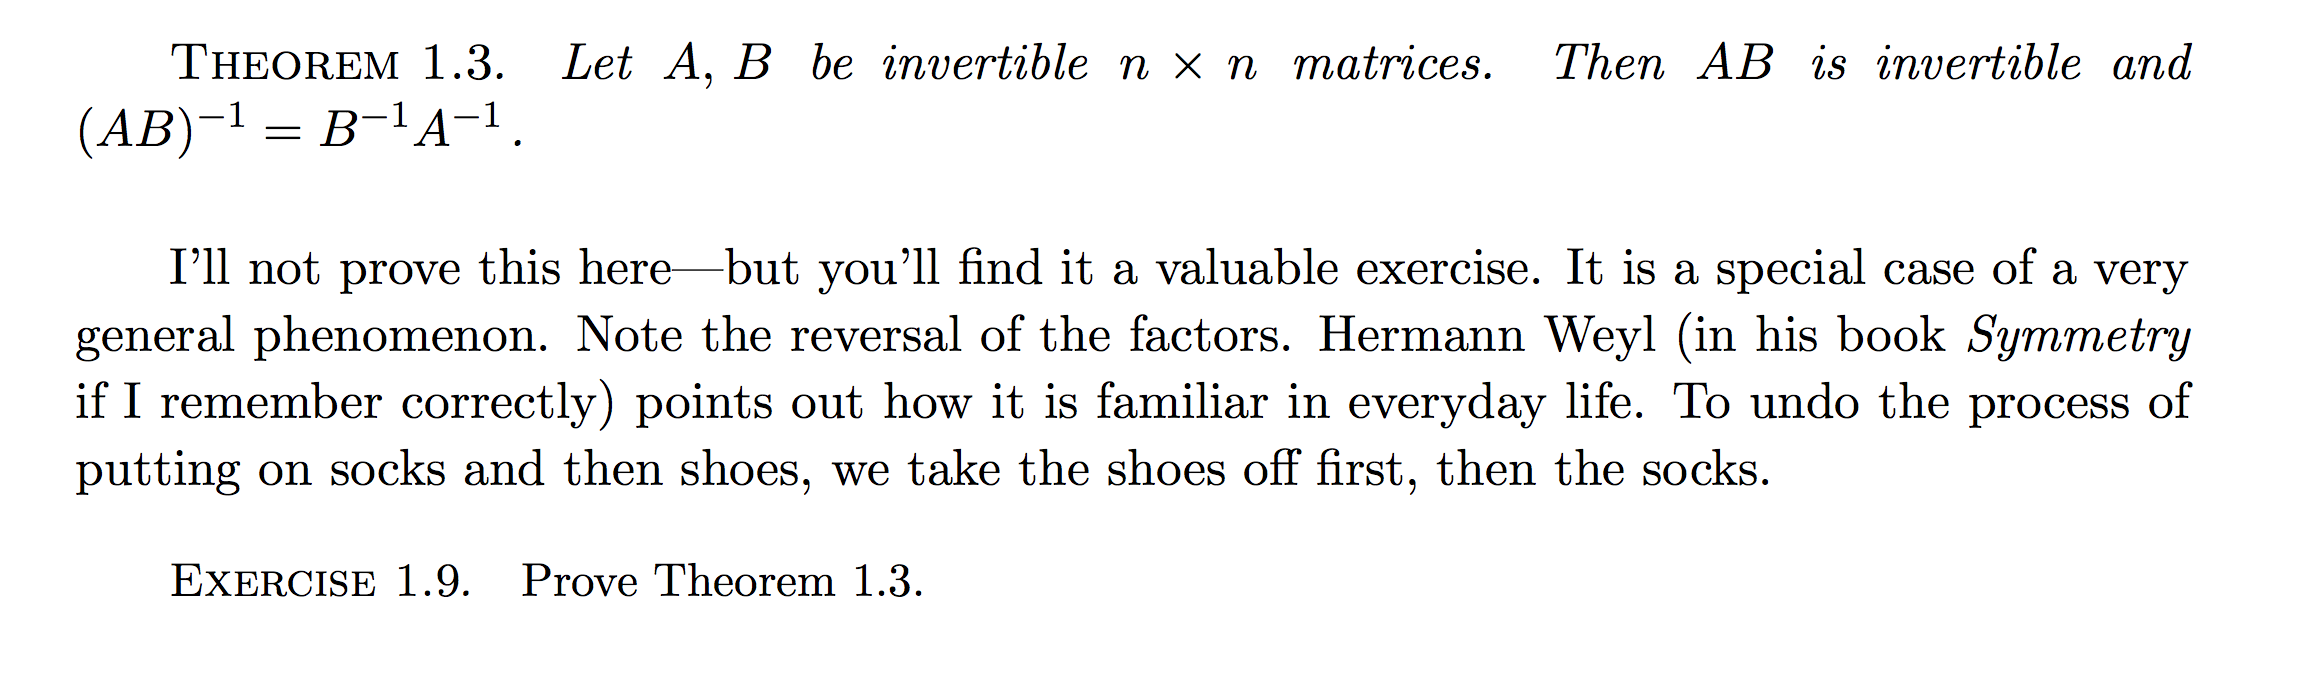 THEOREM 1.3. Let A, B be invertible n × n matrices. Then AB is invertible and
(AB)⁻¹ = B⁻¹A⁻¹.
I’ll not prove this here—but you’ll find it a valuable exercise. It is a special case of a very
general phenomenon. Note the reversal of the factors. Hermann Weyl (in his book Symmetry
if I remember correctly) points out how it is familiar in everyday life. To undo the process of
putting on socks and then shoes, we take the shoes off first, then the socks.
EXERCISE 1.9. Prove Theorem 1.3.